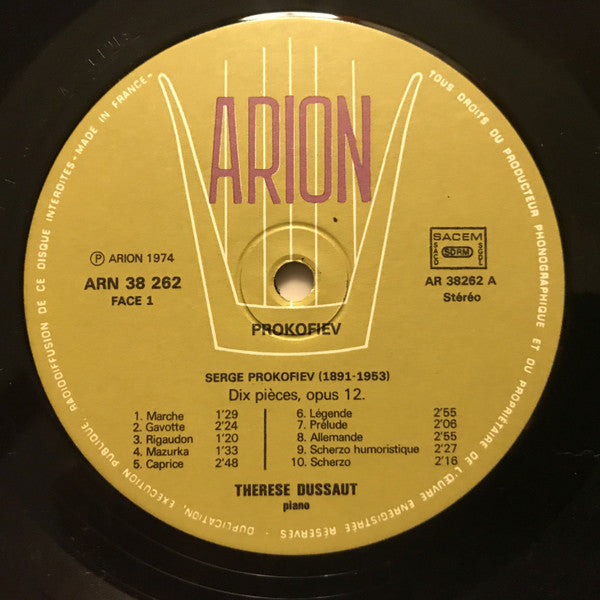 TOUS DROITS DU PRODUCTEUR PHONOGRAPHIQUE ET DU PROPRIÉTAIRE DE L'ŒUVRE ENREGISTRÉE RÉSERVÉS - DUPLICATION, EXÉCUTION PUBLIQUE, RADIODIFFUSION DE CE DISQUE INTERDITES - MADE IN FRANCE -
ARION
Ⓟ ARION 1974
ARN 38 262
FACE 1
SACEM
SACD
SDRM
SCDL
SGDL
AR 38262 A
Stéréo
PROKOFIEV
SERGE PROKOFIEV (1891-1953)
Dix pièces, opus 12.
1. Marche 1'29
2. Gavotte 2'24
3. Rigaudon 1'20
4. Mazurka 1'33
5. Caprice 2'48
6. Légende 2'55
7. Prélude 2'06
8. Allemande 2'55
9. Scherzo humoristique 2'27
10. Scherzo 2'16
THERESE DUSSAUT
piano